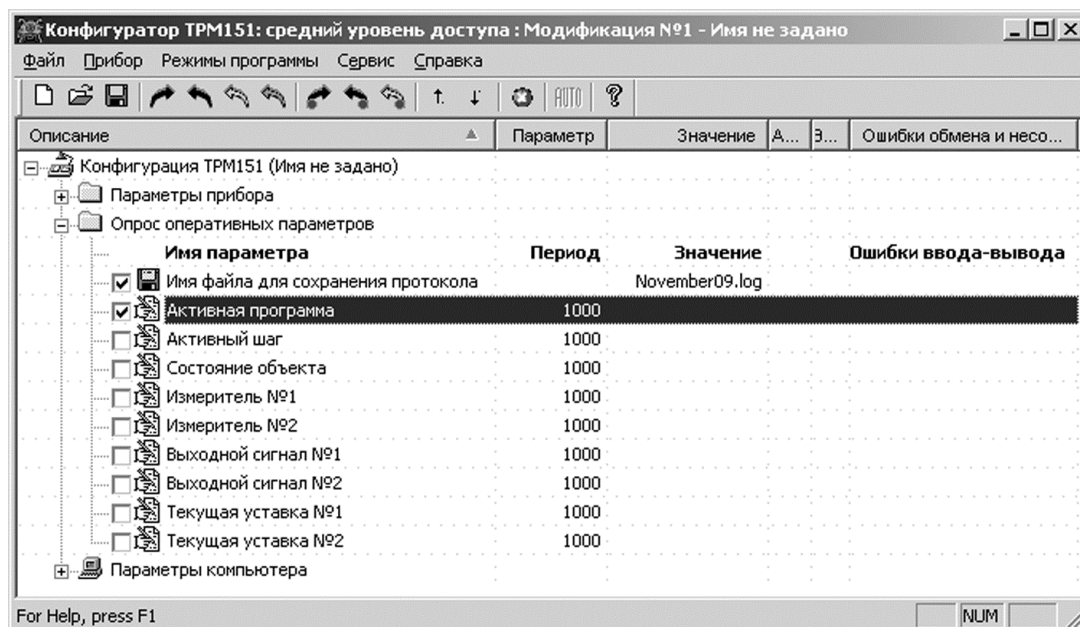 Конфигуратор ТРМ151: средний уровень доступа : Модификация №1 - Имя не задано
Файл Прибор Режимы программы Сервис Справка
AUTO
Описание Параметр Значение А... З... Ошибки обмена и несо...
Конфигурация ТРМ151 (Имя не задано)
Параметры прибора
Опрос оперативных параметров
Имя параметра Период Значение Ошибки ввода-вывода
Имя файла для сохранения протокола November09.log
Активная программа 1000
Активный шаг 1000
Состояние объекта 1000
Измеритель №1 1000
Измеритель №2 1000
Выходной сигнал №1 1000
Выходной сигнал №2 1000
Текущая уставка №1 1000
Текущая уставка №2 1000
Параметры компьютера
For Help, press F1 NUM